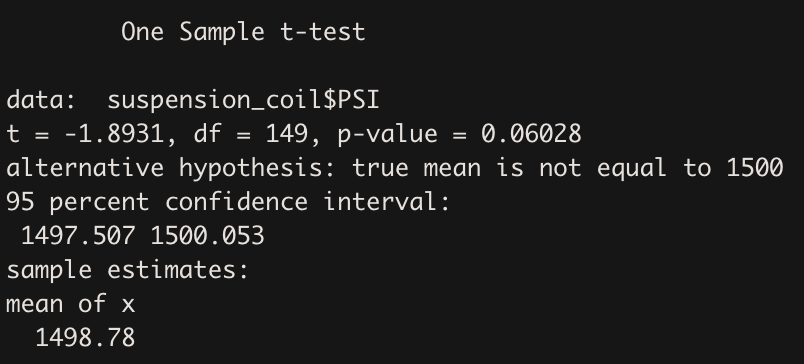 One Sample t-test
data:  suspension_coil$PSI
t = -1.8931, df = 149, p-value = 0.06028
alternative hypothesis: true mean is not equal to 1500
95 percent confidence interval:
1497.507 1500.053
sample estimates:
mean of x
1498.78